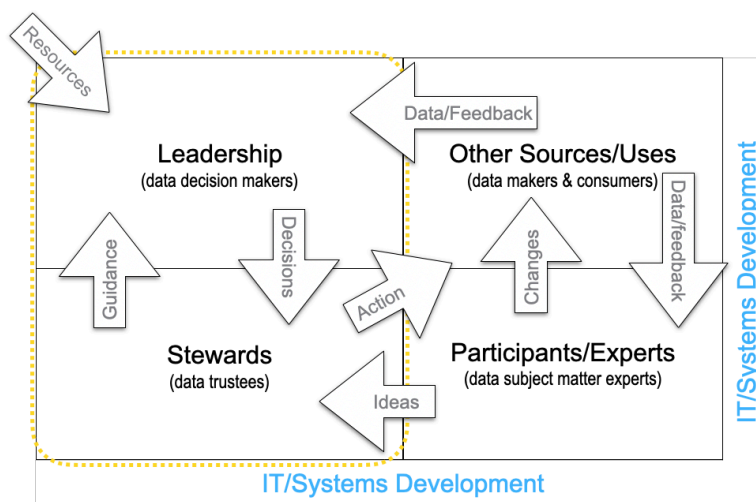 Resources
Data/Feedback
Leadership
(data decision makers)
Other Sources/Uses
(data makers & consumers)
Data/feedback
Guidance
Decisions
Action
Changes
Stewards
(data trustees)
Participants/Experts
(data subject matter experts)
Ideas
IT/Systems Development
IT/Systems Development